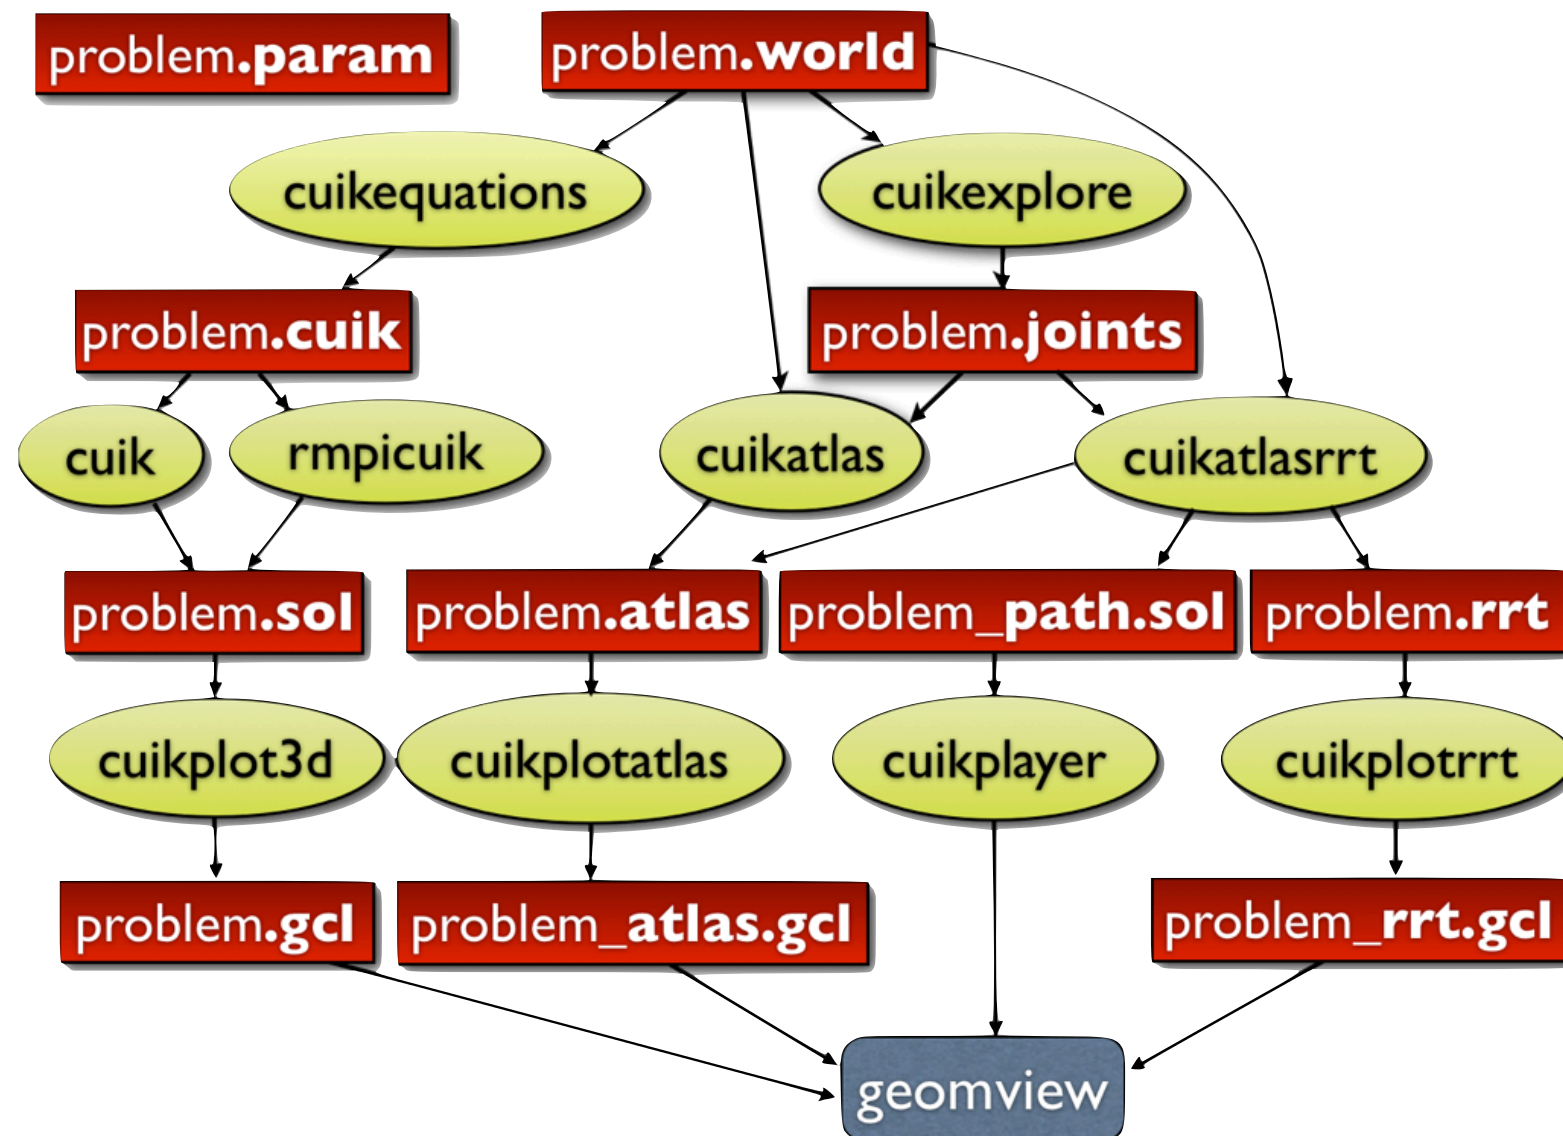 problem.param
problem.world
cuikequations
cuikexplore
problem.cuik
problem.joints
cuik
rmpicuik
cuikatlas
cuikatlasrrt
problem.sol
problem.atlas
problem_path.sol
problem.rrt
cuikplot3d
cuikplotatlas
cuikplayer
cuikplotrrt
problem.gcl
problem_atlas.gcl
problem_rrt.gcl
geomview